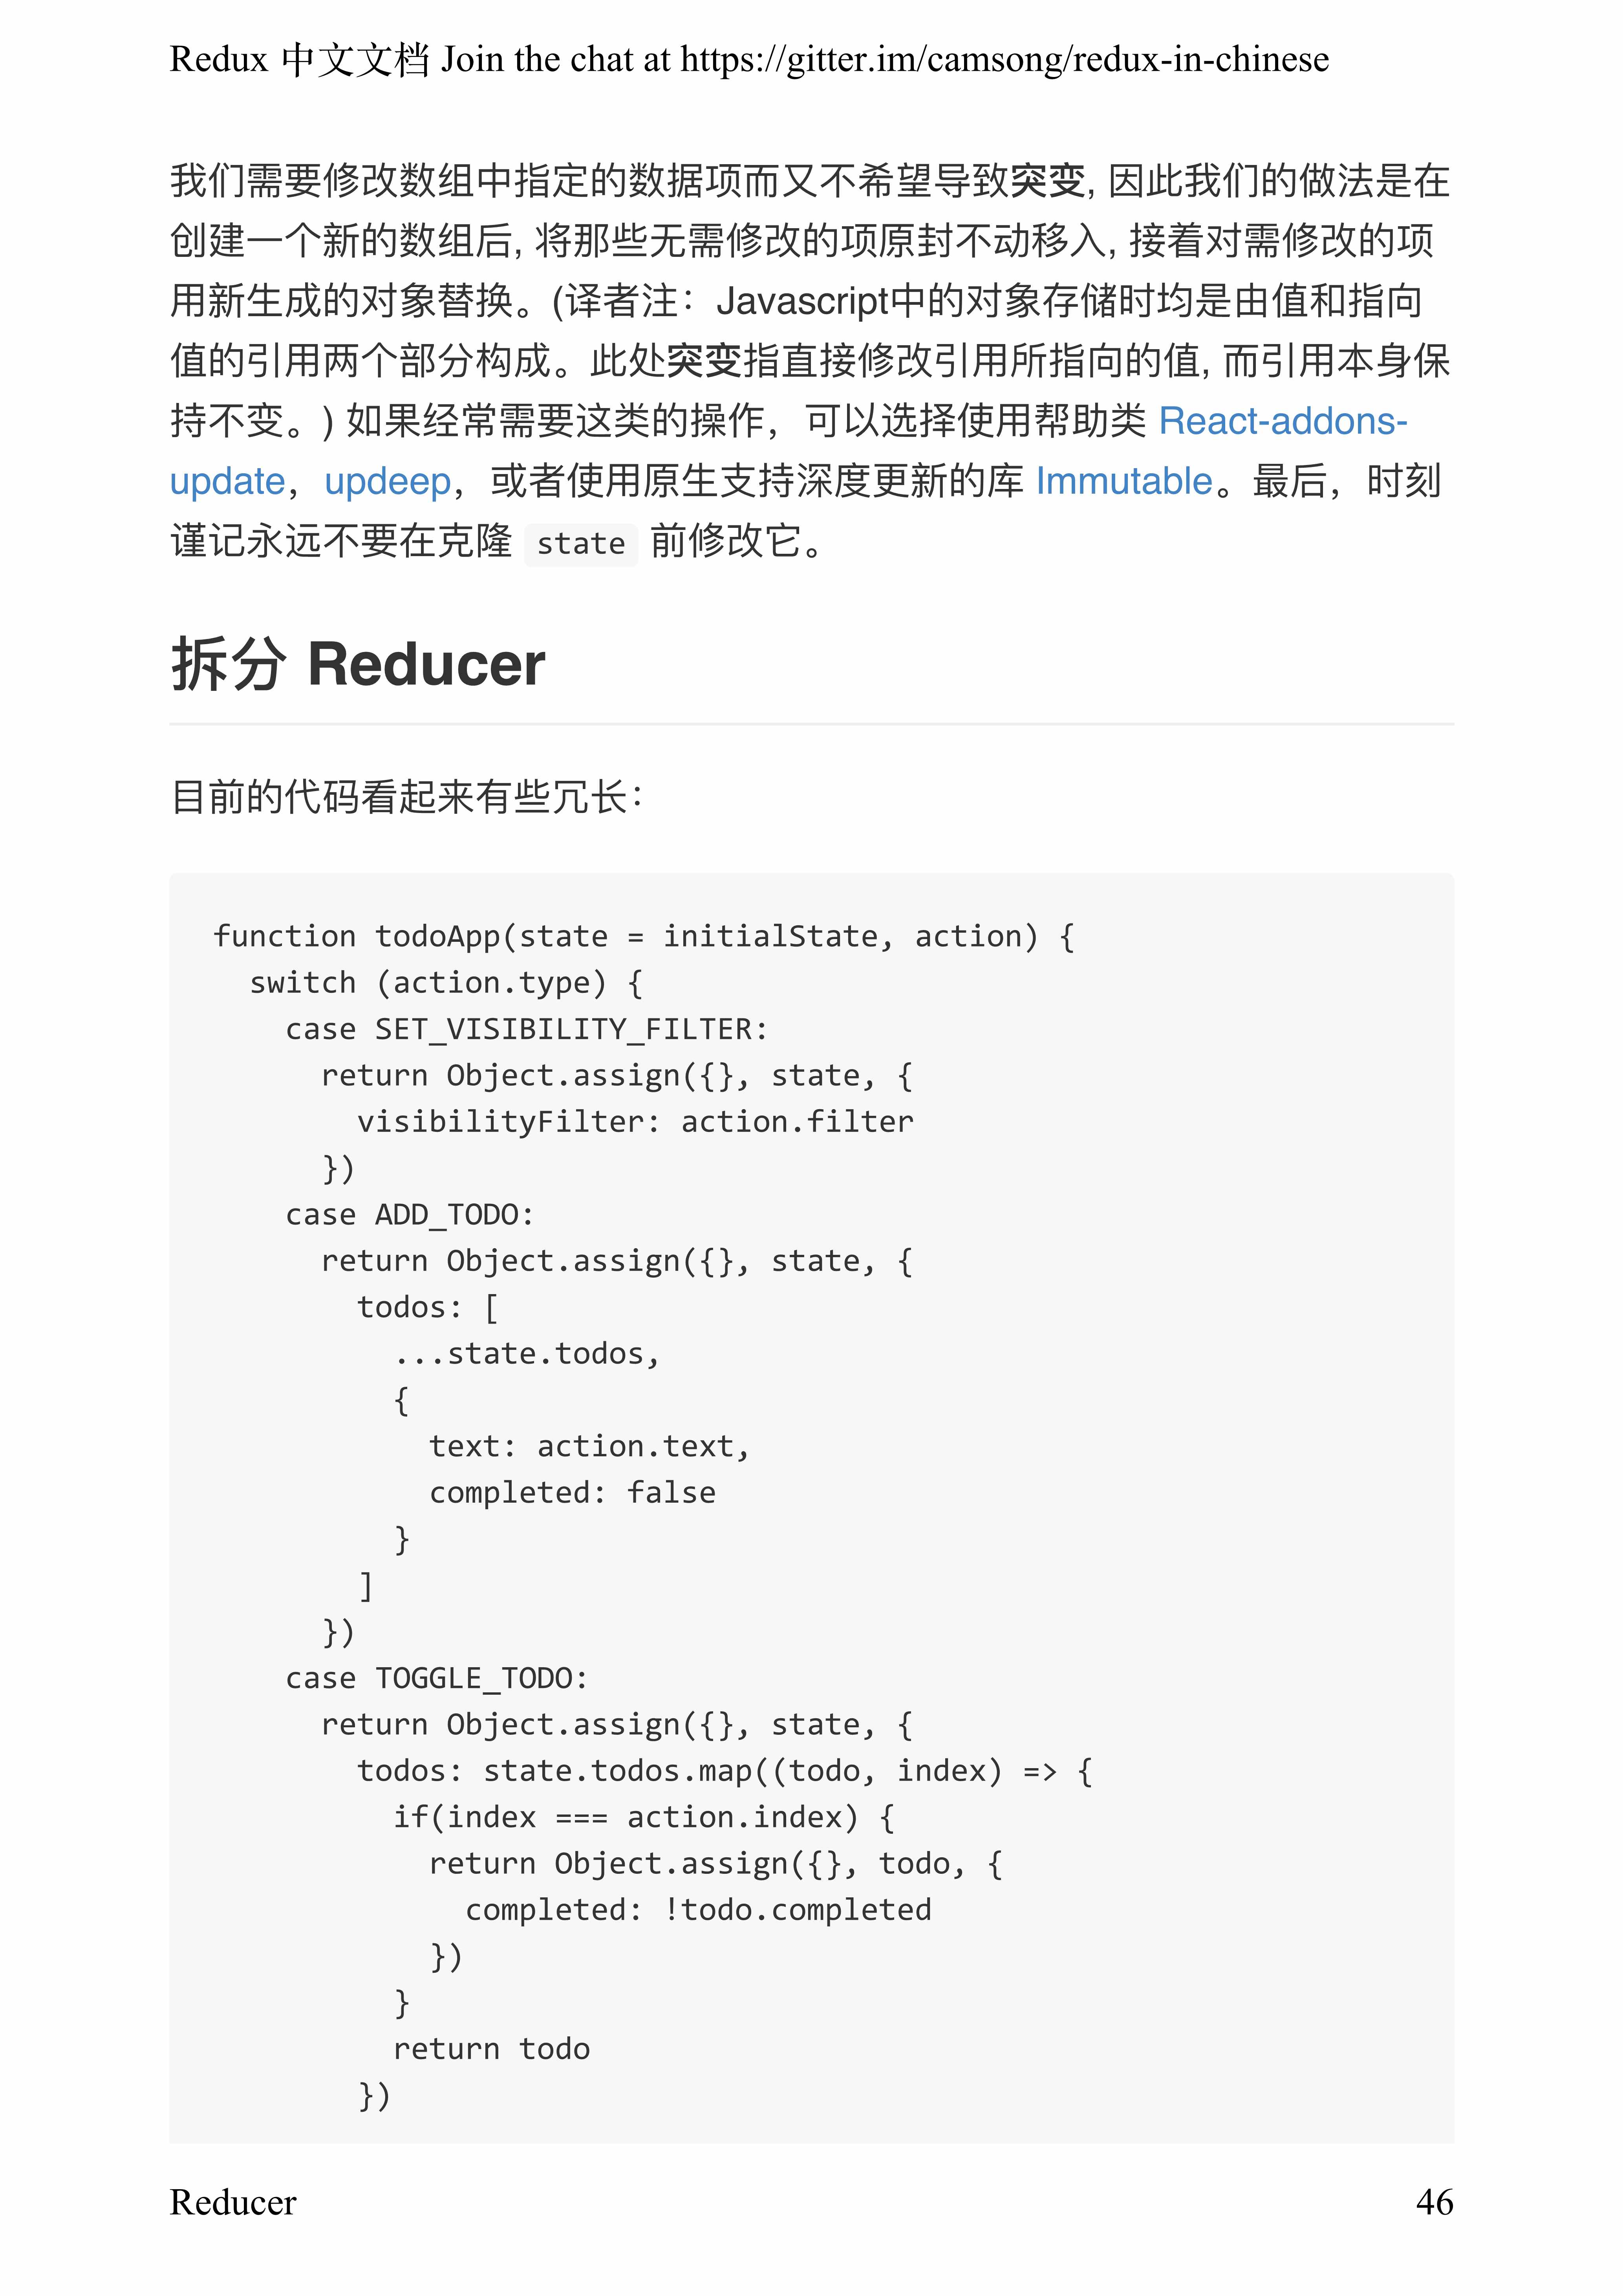 Redux 中文文档 Join the chat at https://gitter.im/camsong/redux-in-chinese
我们需要修改数组中指定的数据项而又不希望导致突变, 因此我们的做法是在
创建一个新的数组后, 将那些无需修改的项原封不动移入, 接着对需修改的项
用新生成的对象替换。(译者注：Javascript中的对象存储时均是由值和指向
值的引用两个部分构成。此处突变指直接修改引用所指向的值, 而引用本身保
持不变。) 如果经常需要这类的操作，可以选择使用帮助类 React-addons-
update，updeep，或者使用原生支持深度更新的库 Immutable。最后，时刻
谨记永远不要在克隆 state 前修改它。
拆分 Reducer
目前的代码看起来有些冗长：
function todoApp(state = initialState, action) {
  switch (action.type) {
    case SET_VISIBILITY_FILTER:
      return Object.assign({}, state, {
        visibilityFilter: action.filter
      })
    case ADD_TODO:
      return Object.assign({}, state, {
        todos: [
          ...state.todos,
          {
            text: action.text,
            completed: false
          }
        ]
      })
    case TOGGLE_TODO:
      return Object.assign({}, state, {
        todos: state.todos.map((todo, index) => {
          if(index === action.index) {
            return Object.assign({}, todo, {
              completed: !todo.completed
            })
          }
          return todo
        })
Reducer 46